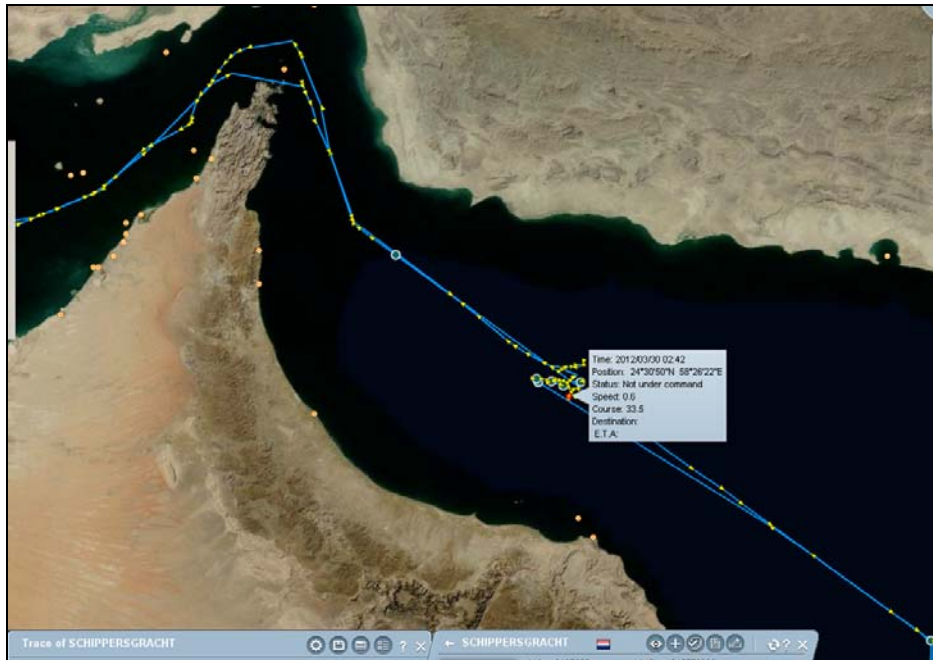 Time: 2012/03/30 02:42
Position: 24°30'50"N 58°26'22"E
Status: Not under command
Speed: 0.6
Course: 33.5
Destination:
E.T.A:
Trace of SCHIPPERSGRACHT
SCHIPPERSGRACHT